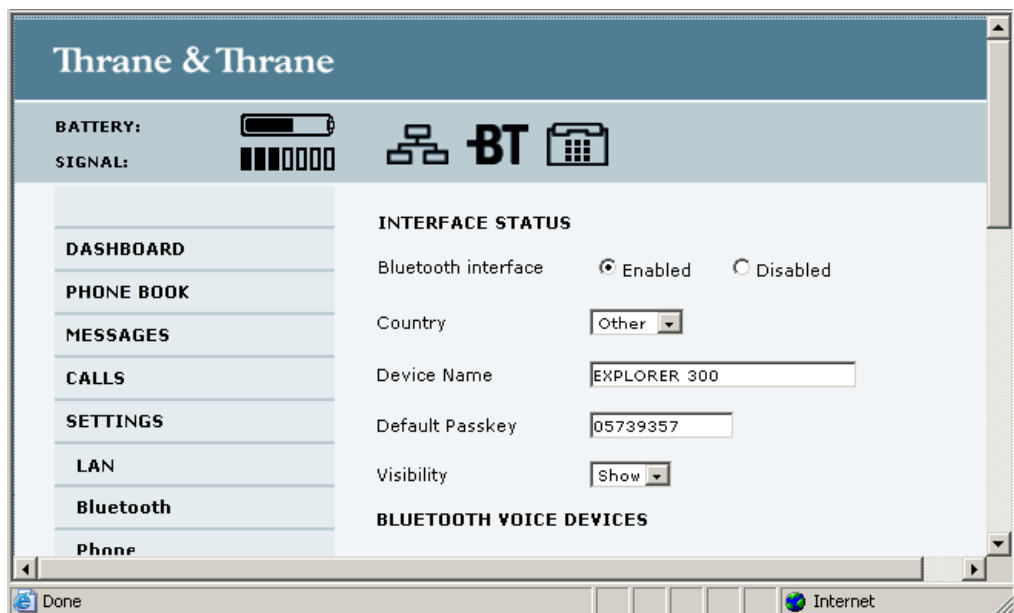 Thrane & Thrane
BATTERY:
SIGNAL:
BT
DASHBOARD
PHONE BOOK
MESSAGES
CALLS
SETTINGS
LAN
Bluetooth
Phone
INTERFACE STATUS
Bluetooth interface Enabled Disabled
Country Other
Device Name EXPLORER 300
Default Passkey 05739357
Visibility Show
BLUETOOTH VOICE DEVICES
Done Internet